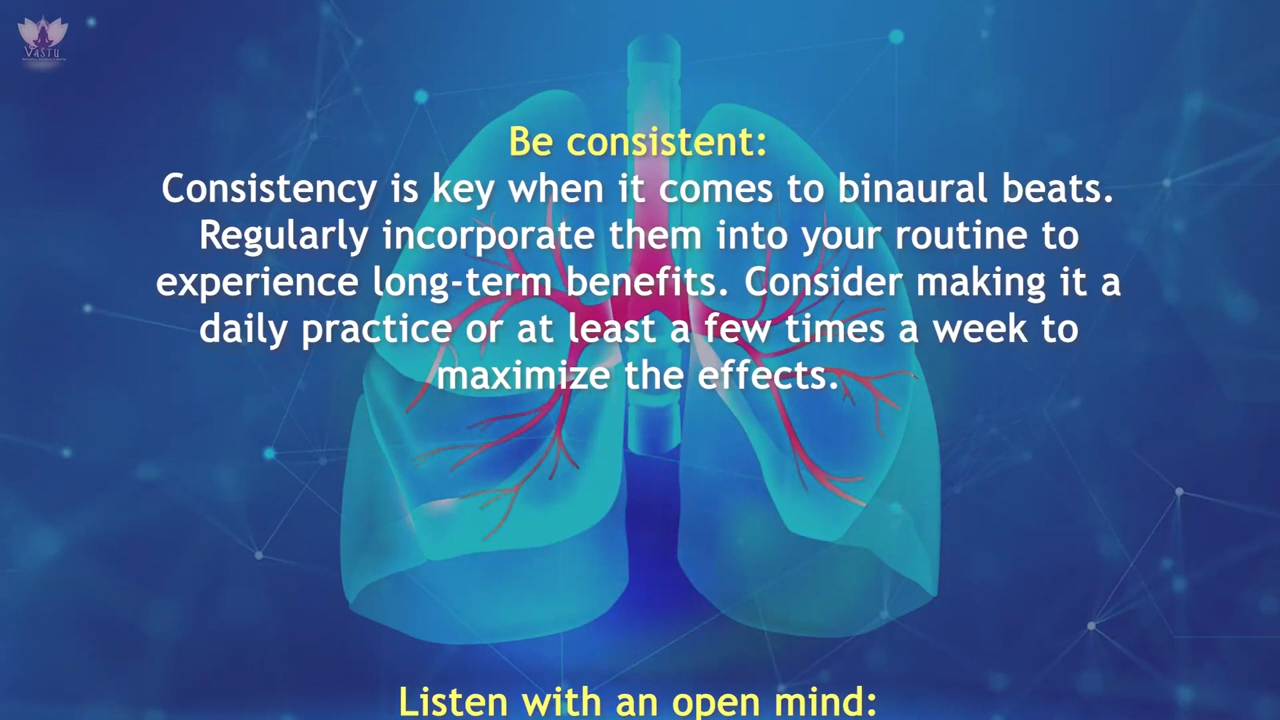 VASTU
Be consistent:
Consistency is key when it comes to binaural beats.
Regularly incorporate them into your routine to
experience long-term benefits. Consider making it a
daily practice or at least a few times a week to
maximize the effects.
Listen with an open mind: